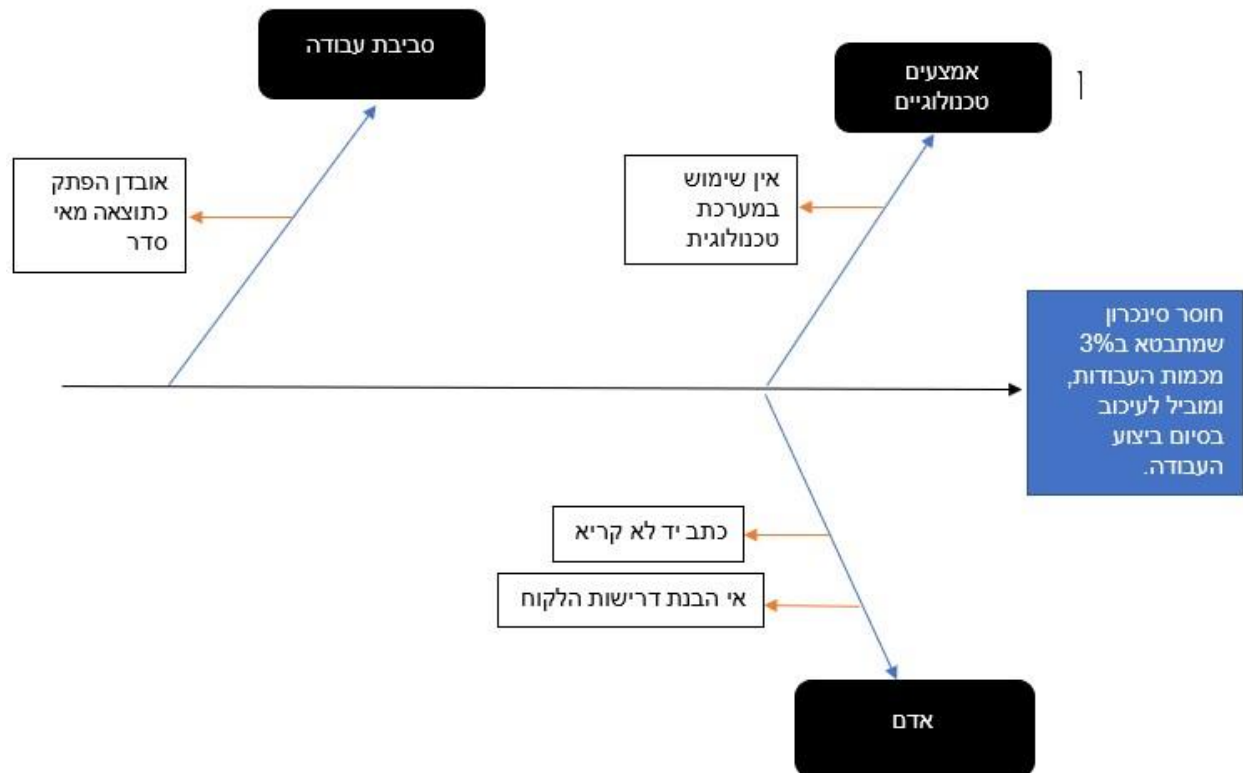 סביבת עבודה
אמצעים
טכנולוגיים
ו
אובדן הפתק
כתוצאה מאי
סדר
אין שימוש
במערכת
טכנולוגית
חוסר סינכרון
שמתבטא ב3%
מכמות העבודות,
ומוביל לעיכוב
בסיום ביצוע
העבודה.
כתב יד לא קריא
אי הבנת דרישות הלקוח
אדם